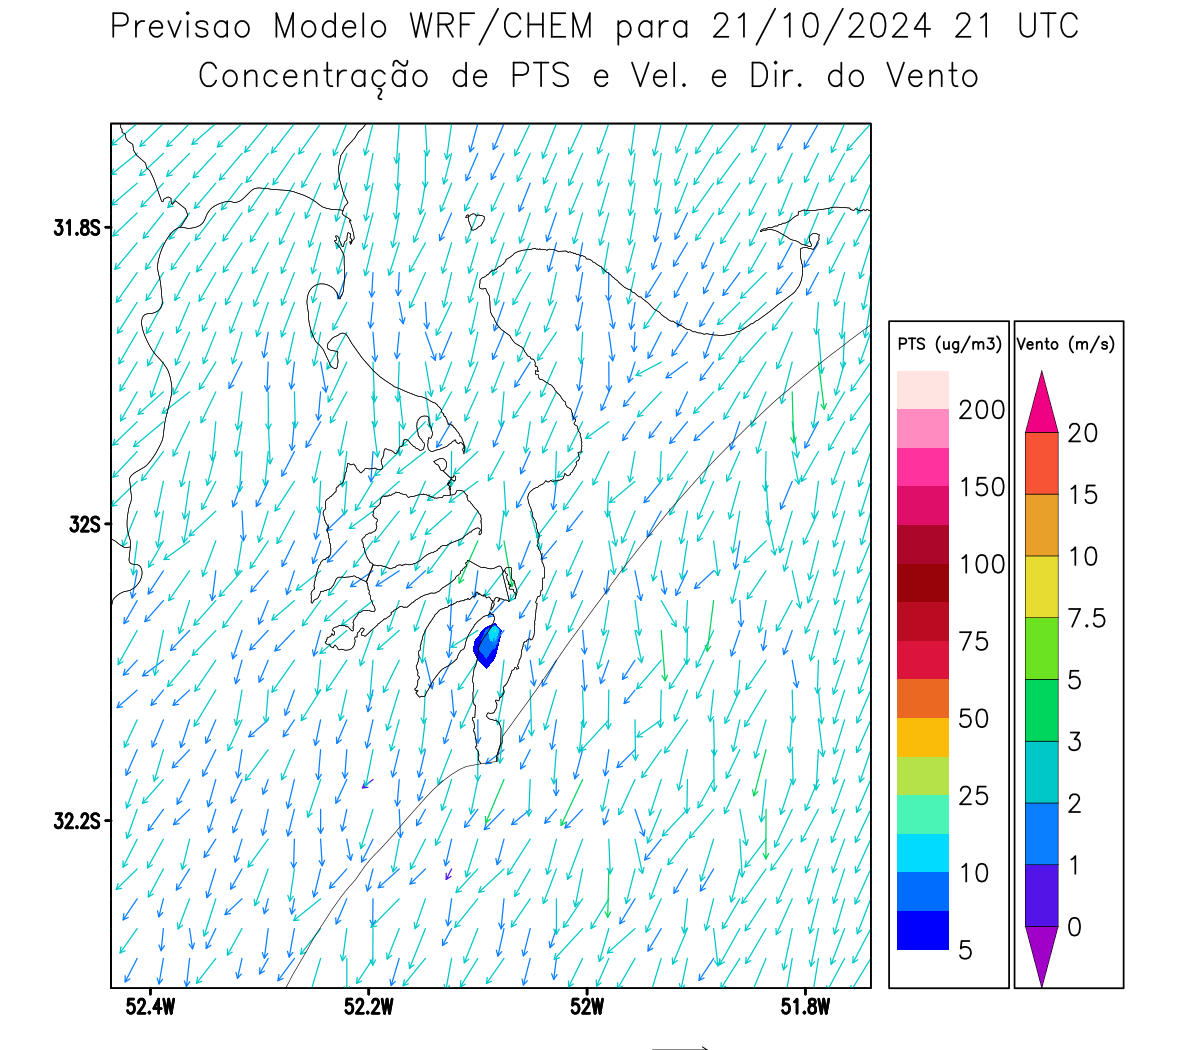 Previsao Modelo WRF/CHEM para 21/10/2024 21 UTC
Concentração de PTS e Vel. e Dir. do Vento
31.8S
32S
32.2S
52.4W
52.2W
52W
51.8W
PTS (ug/m3)
200
150
100
75
50
25
10
5
Vento (m/s)
20
15
10
7.5
5
3
2
1
0